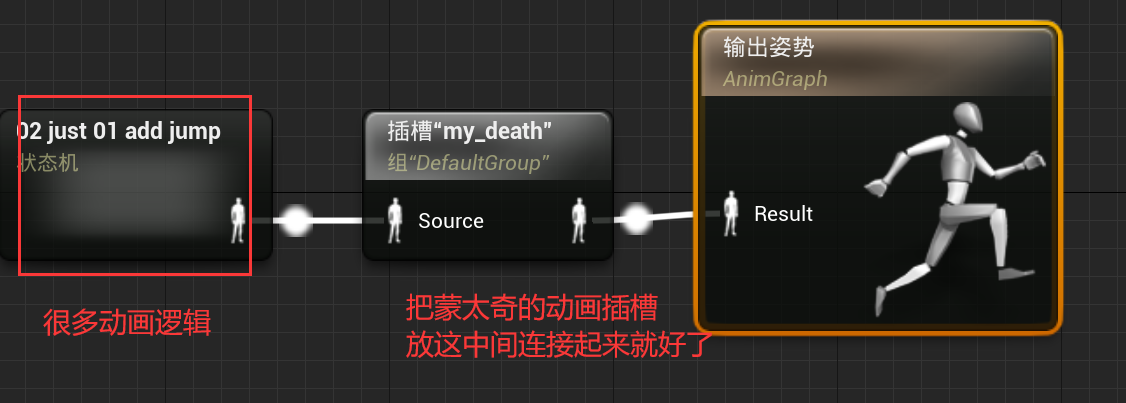 02 just 01 add jump
状态机
很多动画逻辑
插槽“my_death”
组“DefaultGroup”
Source
把蒙太奇的动画插槽
放这中间连接起来就好了
输出姿势
AnimGraph
Result